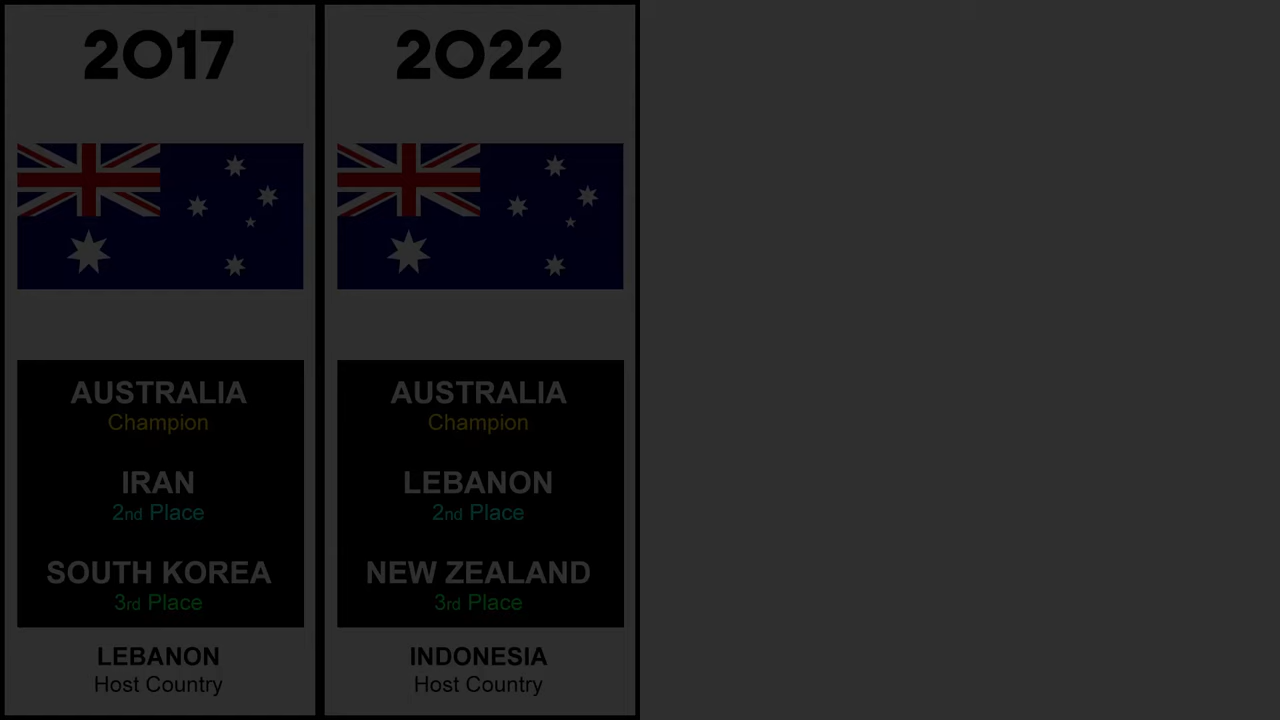 2017
AUSTRALIA
Champion
IRAN
2nd Place
SOUTH KOREA
3rd Place
LEBANON
Host Country
2022
AUSTRALIA
Champion
LEBANON
2nd Place
NEW ZEALAND
3rd Place
INDONESIA
Host Country